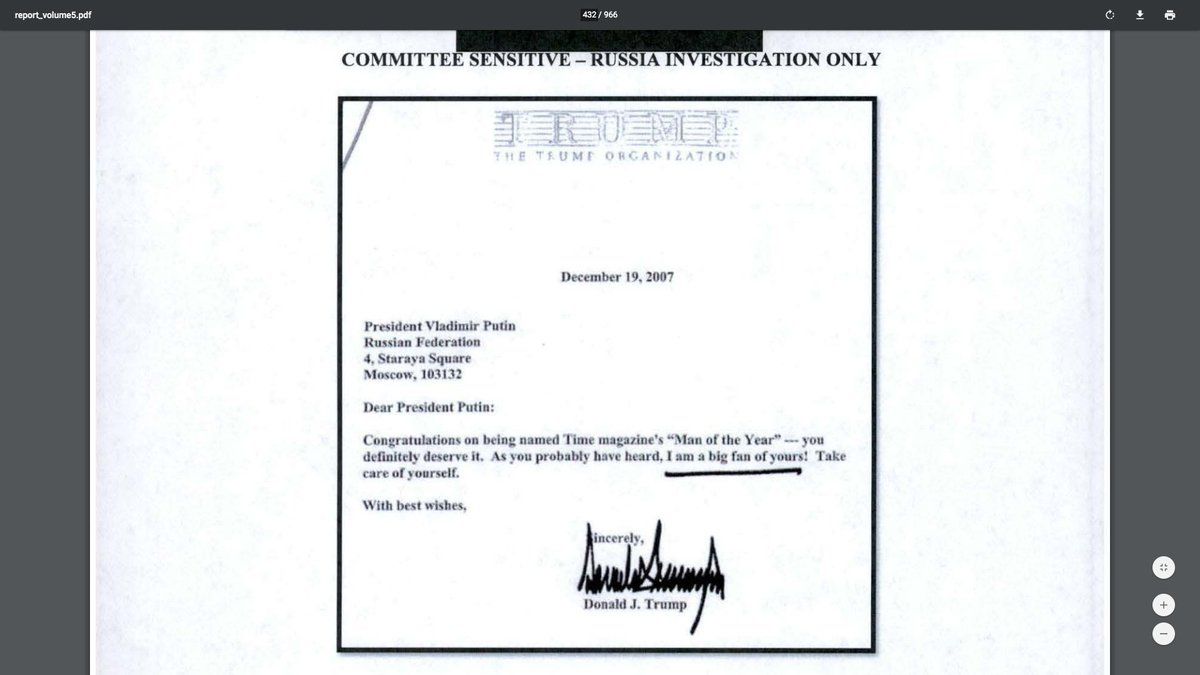 report_volume5.pdf
432 / 966
COMMITTEE SENSITIVE – RUSSIA INVESTIGATION ONLY
TRUMP
THE TRUMP ORGANIZATION
December 19, 2007
President Vladimir Putin
Russian Federation
4, Staraya Square
Moscow, 103132
Dear President Putin:
Congratulations on being named Time magazine's “Man of the Year” --- you
definitely deserve it. As you probably have heard, I am a big fan of yours! Take
care of yourself.
With best wishes,
Sincerely,
Donald J. Trump